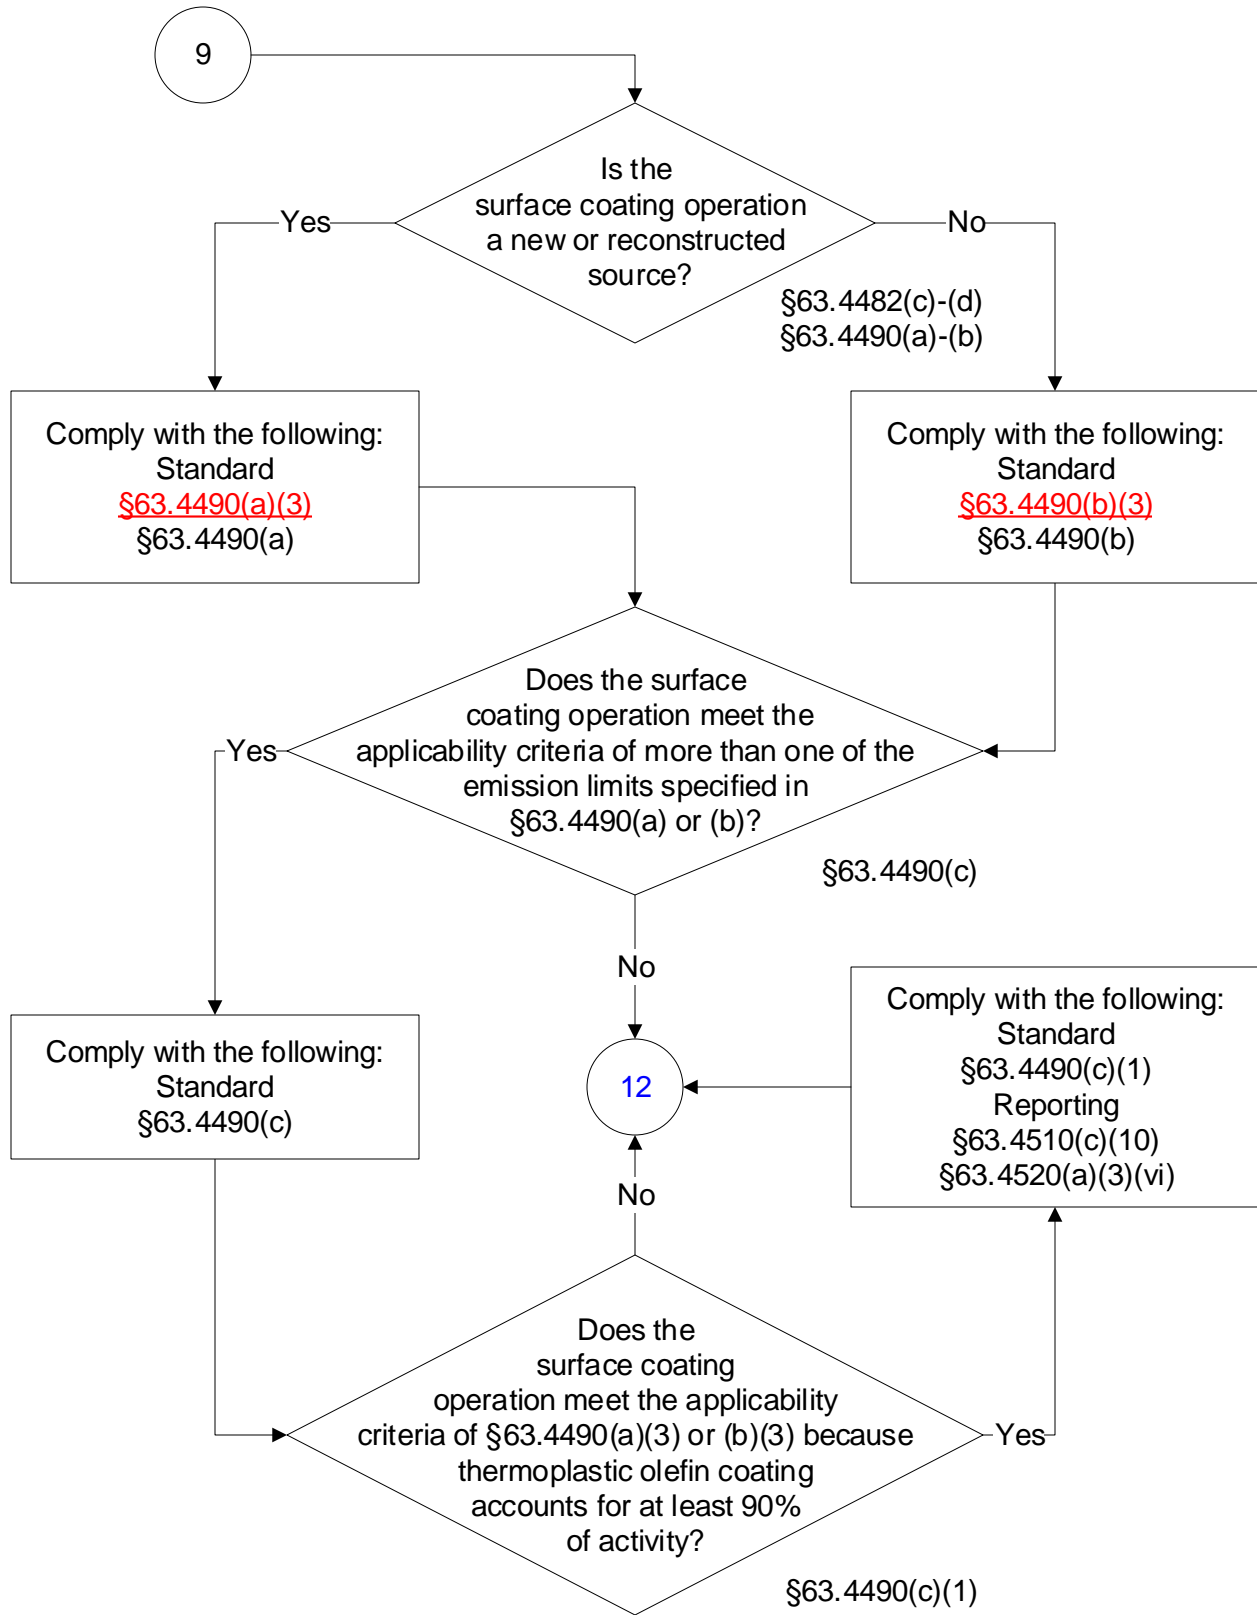 9
Is the
surface coating operation
a new or reconstructed
source?
Yes
No
§63.4482(c)-(d)
§63.4490(a)-(b)
Comply with the following:
Standard
§63.4490(a)(3)
§63.4490(a)
Comply with the following:
Standard
§63.4490(b)(3)
§63.4490(b)
Does the surface
coating operation meet the
applicability criteria of more than one of the
emission limits specified in
§63.4490(a) or (b)?
Yes
§63.4490(c)
No
Comply with the following:
Standard
§63.4490(c)
12
Comply with the following:
Standard
§63.4490(c)(1)
Reporting
§63.4510(c)(10)
§63.4520(a)(3)(vi)
No
Does the
surface coating
operation meet the applicability
criteria of §63.4490(a)(3) or (b)(3) because
thermoplastic olefin coating
accounts for at least 90%
of activity?
Yes
§63.4490(c)(1)